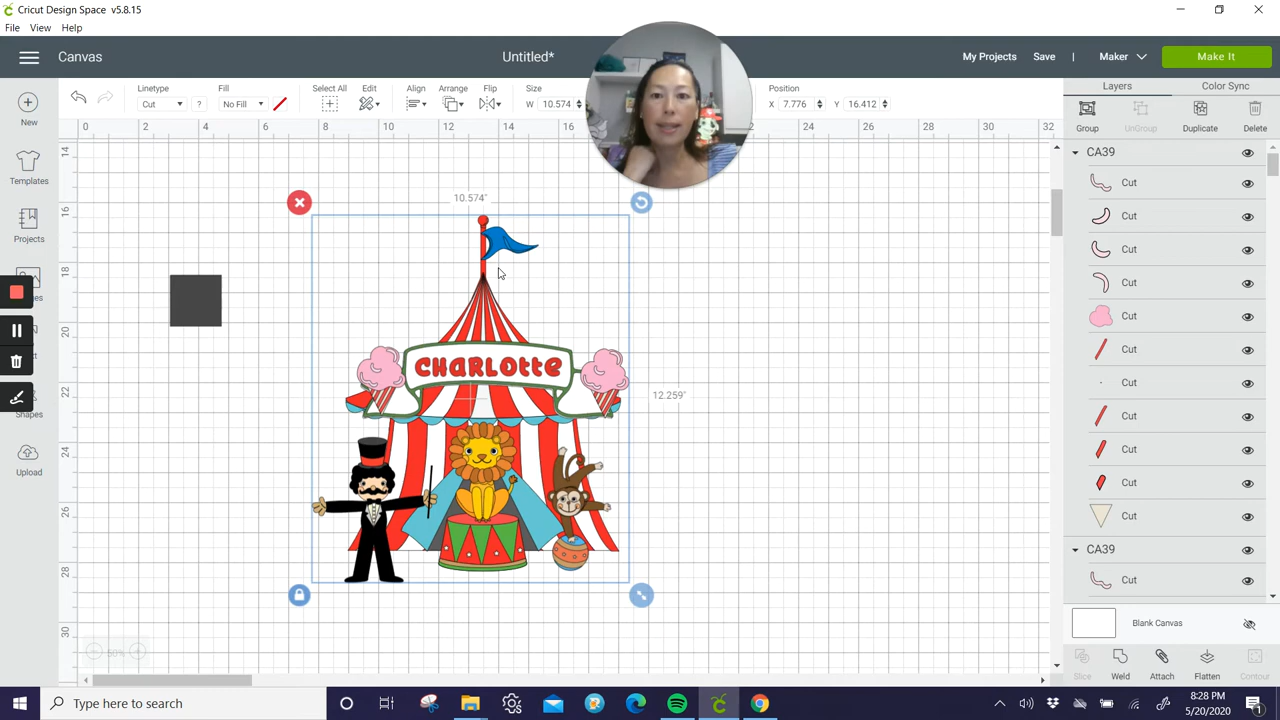 Cricut Design Space v5.8.15
File View Help
Canvas
Untitled*
My Projects Save | Maker Make It
Linetype Fill Select All Edit Align Arrange Flip Size Position
Cut ? No Fill W 10.574 X 7.776 Y 16.412
Layers Color Sync
Group UnGroup Duplicate Delete
New
Templates
Projects
Shapes
Upload
0 2 4 6 8 10 12 14 16 24 26 28 30 32
14
16
18
20
22
24
26
28
30
10.574"
12.259"
CHARLOtte
50%
CA39
Cut
Cut
Cut
Cut
Cut
Cut
Cut
Cut
Cut
Cut
Cut
CA39
Cut
Blank Canvas
Slice Weld Attach Flatten Contour
Type here to search
8:28 PM
5/20/2020